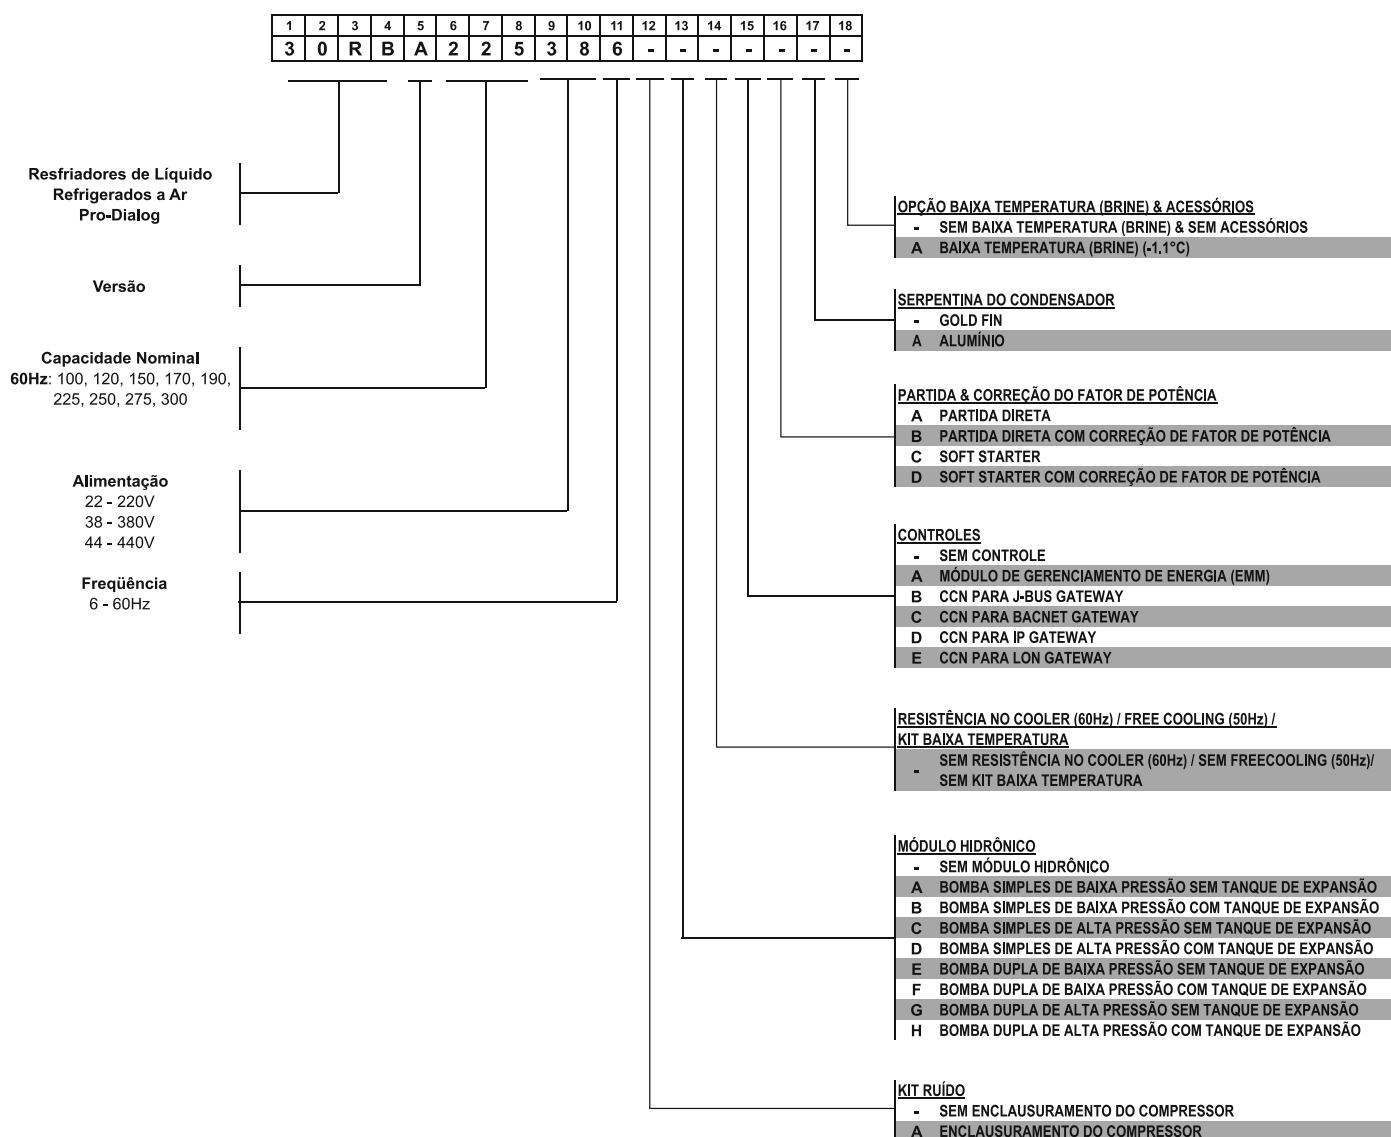 1 2 3 4 5 6 7 8 9 10 11 12 13 14 15 16 17 18
3 0 R B A 2 2 5 3 8 6 - - - - - - -
Resfriadores de Líquido
Refrigerados a Ar
Pro-Dialog
Versão
Capacidade Nominal
60Hz: 100, 120, 150, 170, 190,
225, 250, 275, 300
Alimentação
22 - 220V
38 - 380V
44 - 440V
Freqüência
6 - 60Hz
OPÇÃO BAIXA TEMPERATURA (BRINE) & ACESSÓRIOS
- SEM BAIXA TEMPERATURA (BRINE) & SEM ACESSÓRIOS
A BAIXA TEMPERATURA (BRINE) (-1.1°C)
SERPENTINA DO CONDENSADOR
- GOLD FIN
A ALUMÍNIO
PARTIDA & CORREÇÃO DO FATOR DE POTÊNCIA
A PARTIDA DIRETA
B PARTIDA DIRETA COM CORREÇÃO DE FATOR DE POTÊNCIA
C SOFT STARTER
D SOFT STARTER COM CORREÇÃO DE FATOR DE POTÊNCIA
CONTROLES
- SEM CONTROLE
A MÓDULO DE GERENCIAMENTO DE ENERGIA (EMM)
B CCN PARA J-BUS GATEWAY
C CCN PARA BACNET GATEWAY
D CCN PARA IP GATEWAY
E CCN PARA LON GATEWAY
RESISTÊNCIA NO COOLER (60Hz) / FREE COOLING (50Hz) /
KIT BAIXA TEMPERATURA
- SEM RESISTÊNCIA NO COOLER (60Hz) / SEM FREECOOLING (50Hz)/
SEM KIT BAIXA TEMPERATURA
MÓDULO HIDRÔNICO
- SEM MÓDULO HIDRÔNICO
A BOMBA SIMPLES DE BAIXA PRESSÃO SEM TANQUE DE EXPANSÃO
B BOMBA SIMPLES DE BAIXA PRESSÃO COM TANQUE DE EXPANSÃO
C BOMBA SIMPLES DE ALTA PRESSÃO SEM TANQUE DE EXPANSÃO
D BOMBA SIMPLES DE ALTA PRESSÃO COM TANQUE DE EXPANSÃO
E BOMBA DUPLA DE BAIXA PRESSÃO SEM TANQUE DE EXPANSÃO
F BOMBA DUPLA DE BAIXA PRESSÃO COM TANQUE DE EXPANSÃO
G BOMBA DUPLA DE ALTA PRESSÃO SEM TANQUE DE EXPANSÃO
H BOMBA DUPLA DE ALTA PRESSÃO COM TANQUE DE EXPANSÃO
KIT RUÍDO
- SEM ENCLAUSURAMENTO DO COMPRESSOR
A ENCLAUSURAMENTO DO COMPRESSOR